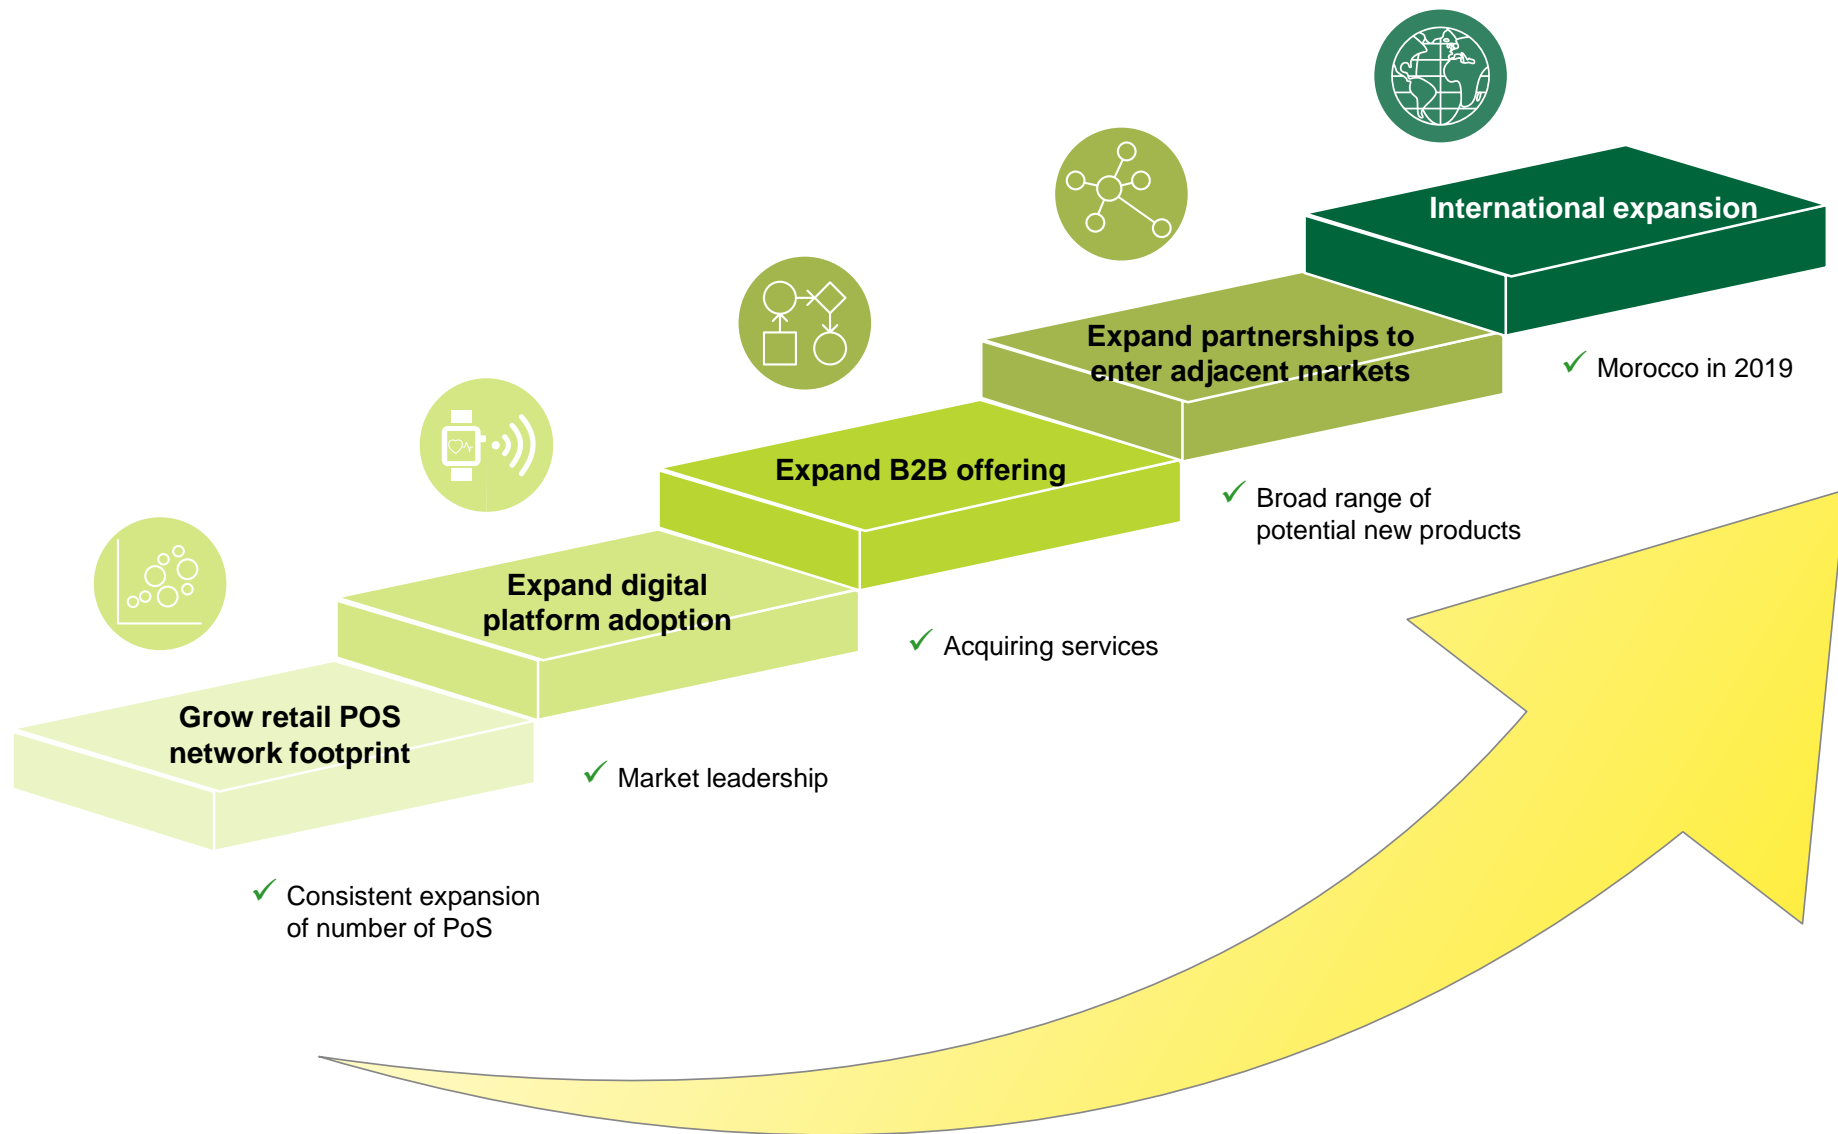 International expansion
Morocco in 2019
Expand partnerships to
enter adjacent markets
Broad range of
potential new products
Expand B2B offering
Acquiring services
Expand digital
platform adoption
Market leadership
Grow retail POS
network footprint
Consistent expansion
of number of PoS